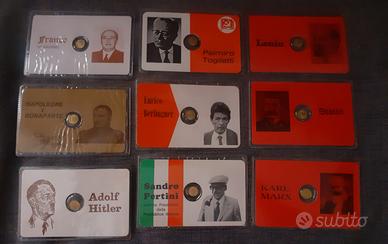 Franco
Palmiro
Togliatti
Lenin
NAPOLEONE I
BONAPARTE
Enrico
Berlinguer
Stalin
Adolf
Hitler
Sandro
Pertini
KARL
MARX
subito